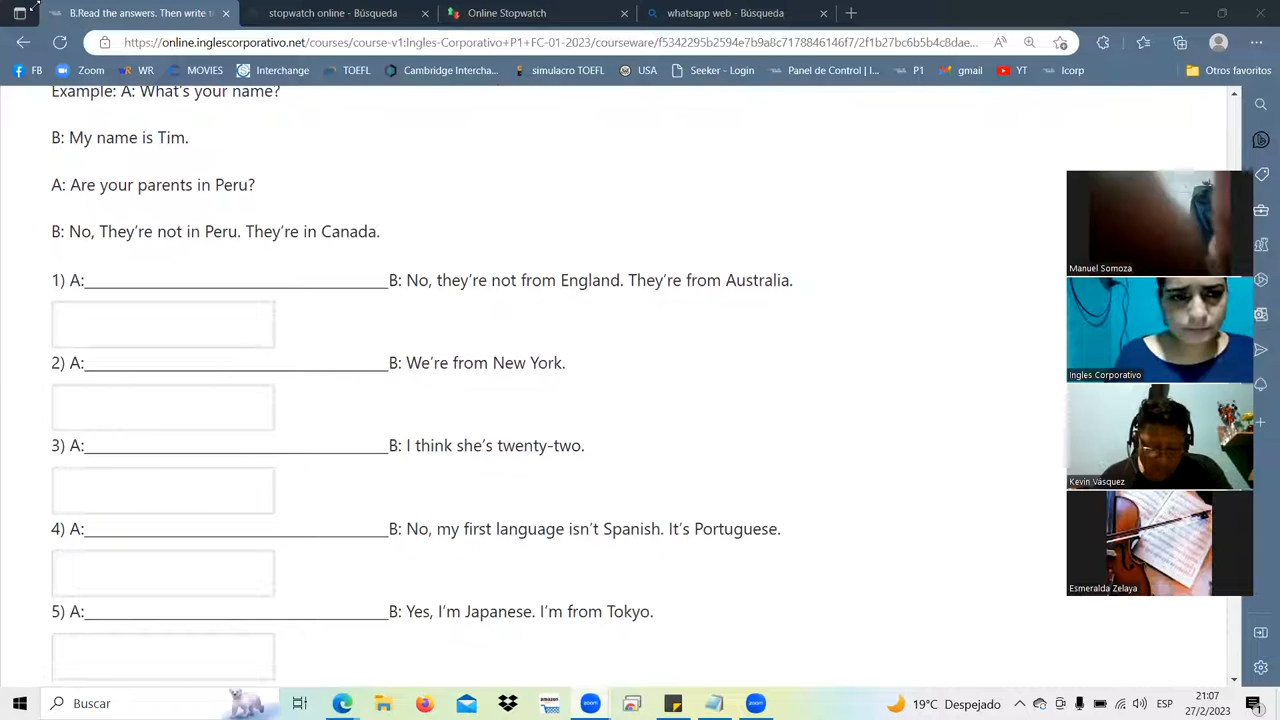 B.Read the answers. Then write t
stopwatch online - Búsqueda
Online Stopwatch
whatsapp web - Búsqueda
https://online.inglescorporativo.net/courses/course-v1:Ingles-Corporativo+P1+FC-01-2023/courseware/f5342295b2594e7b9a8c7178846146f7/2f1b27bc6b5b4c8dae...
FB
Zoom
WR
MOVIES
Interchange
TOEFL
Cambridge Intercha...
simulacro TOEFL
USA
Seeker - Login
Panel de Control | I...
P1
gmail
YT
Icorp
Otros favoritos
Example: A: What's your name?
B: My name is Tim.
A: Are your parents in Peru?
B: No, They're not in Peru. They're in Canada.
1) A:__________________________________B: No, they're not from England. They're from Australia.
2) A:__________________________________B: We're from New York.
3) A:__________________________________B: I think she's twenty-two.
4) A:__________________________________B: No, my first language isn't Spanish. It's Portuguese.
5) A:__________________________________B: Yes, I'm Japanese. I'm from Tokyo.
Manuel Somoza
Ingles Corporativo
Kevin Vásquez
Esmeralda Zelaya
Buscar
19°C Despejado
ESP
21:07
27/2/2023